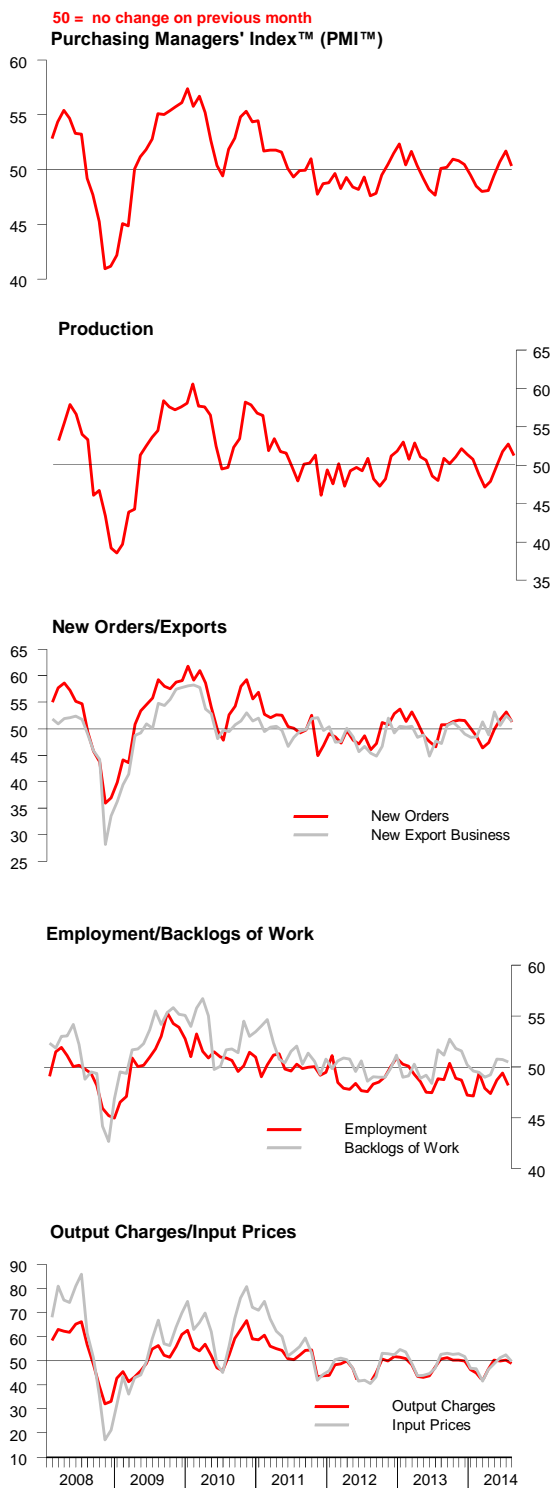 50 = no change on previous month
Purchasing Managers' Index™ (PMI™)
60
55
50
45
40
Production
65
60
55
50
45
40
35
New Orders/Exports
65
60
55
50
45
40
35
30
25
New Orders
New Export Business
Employment/Backlogs of Work
60
55
50
45
40
Employment
Backlogs of Work
Output Charges/Input Prices
90
80
70
60
50
40
30
20
10
Output Charges
Input Prices
2008 2009 2010 2011 2012 2013 2014